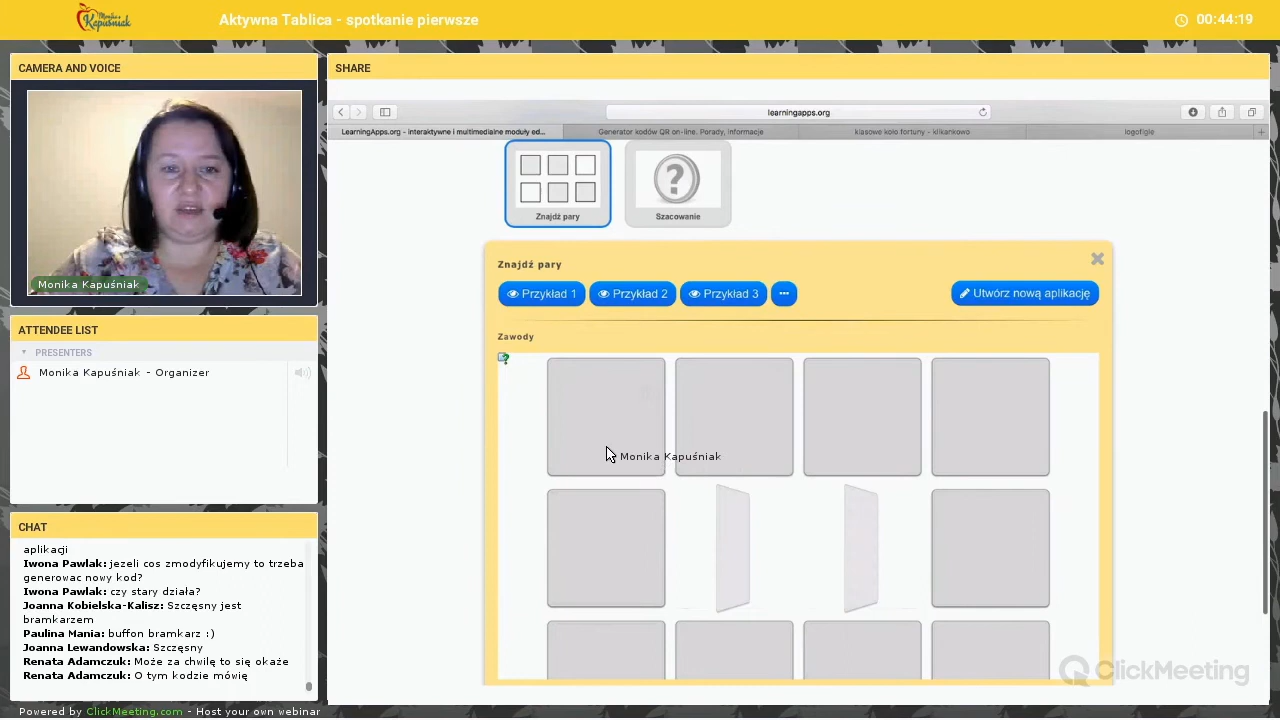 Monika
Kapuśniak
Aktywna Tablica - spotkanie pierwsze
00:44:19
CAMERA AND VOICE
Monika Kapuśniak
ATTENDEE LIST
PRESENTERS
Monika Kapuśniak - Organizer
CHAT
aplikacji
Iwona Pawlak: jezeli cos zmodyfikujemy to trzeba
generowac nowy kod?
Iwona Pawlak: czy stary działa?
Joanna Kobielska-Kalisz: Szczęsny jest
bramkarzem
Paulina Mania: buffon bramkarz :)
Joanna Lewandowska: Szczęsny
Renata Adamczuk: Może za chwilę to się okaże
Renata Adamczuk: O tym kodzie mówię
Powered by ClickMeeting.com - Host your own webinar
SHARE
learningapps.org
LearningApps.org - interaktywne i multimedialne moduły ed...
Generator kodów QR on-line. Porady, informacje
klasowe koło fortuny - klikankowo
logofigle
Znajdź pary
Szacowanie
Znajdź pary
Przykład 1
Przykład 2
Przykład 3
Utwórz nową aplikację
Zawody
Monika Kapuśniak
ClickMeeting